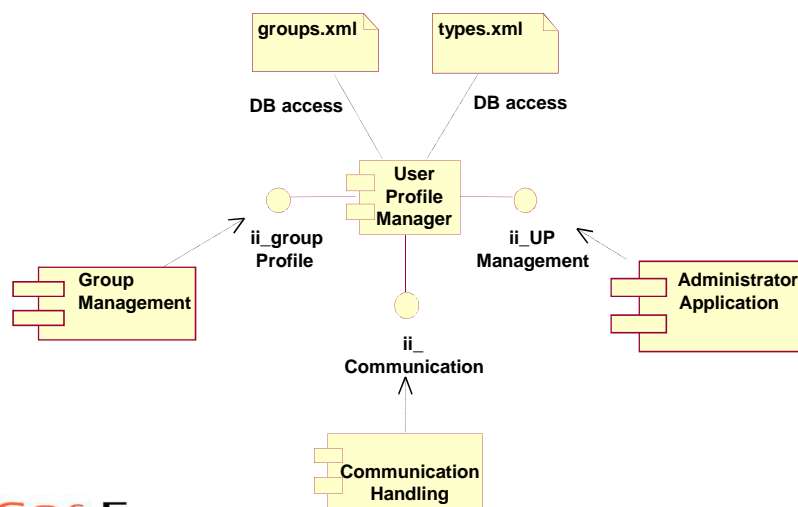 groups.xml
types.xml
DB access
DB access
User
Profile
Manager
ii_group
Profile
ii_UP
Management
Group
Management
Administrator
Application
ii_
Communication
Communication
Handling